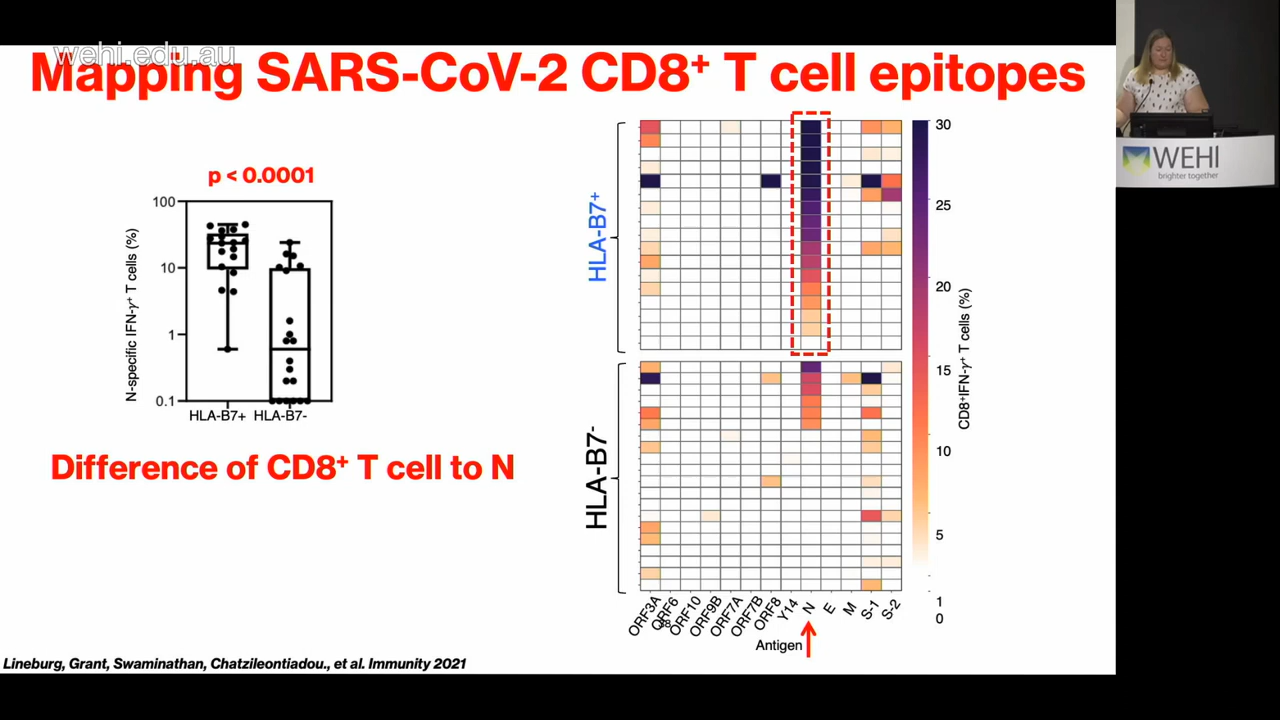 wehi.edu.au
Mapping SARS-CoV-2 CD8⁺ T cell epitopes
p < 0.0001
N-specific IFN-γ⁺ T cells (%)
100
10
1
0.1
HLA-B7+ HLA-B7-
Difference of CD8⁺ T cell to N
HLA-B7⁺
HLA-B7⁻
30
25
20
15
10
5
1
0
CD8⁺IFN-γ⁺ T cells (%)
ORF3A
ORF6
ORF10
ORF9B
ORF7A
ORF7B
ORF8
Y14
N
E
M
S-1
S-2
Antigen
Lineburg, Grant, Swaminathan, Chatzileontiadou., et al. Immunity 2021
WEHI
brighter together